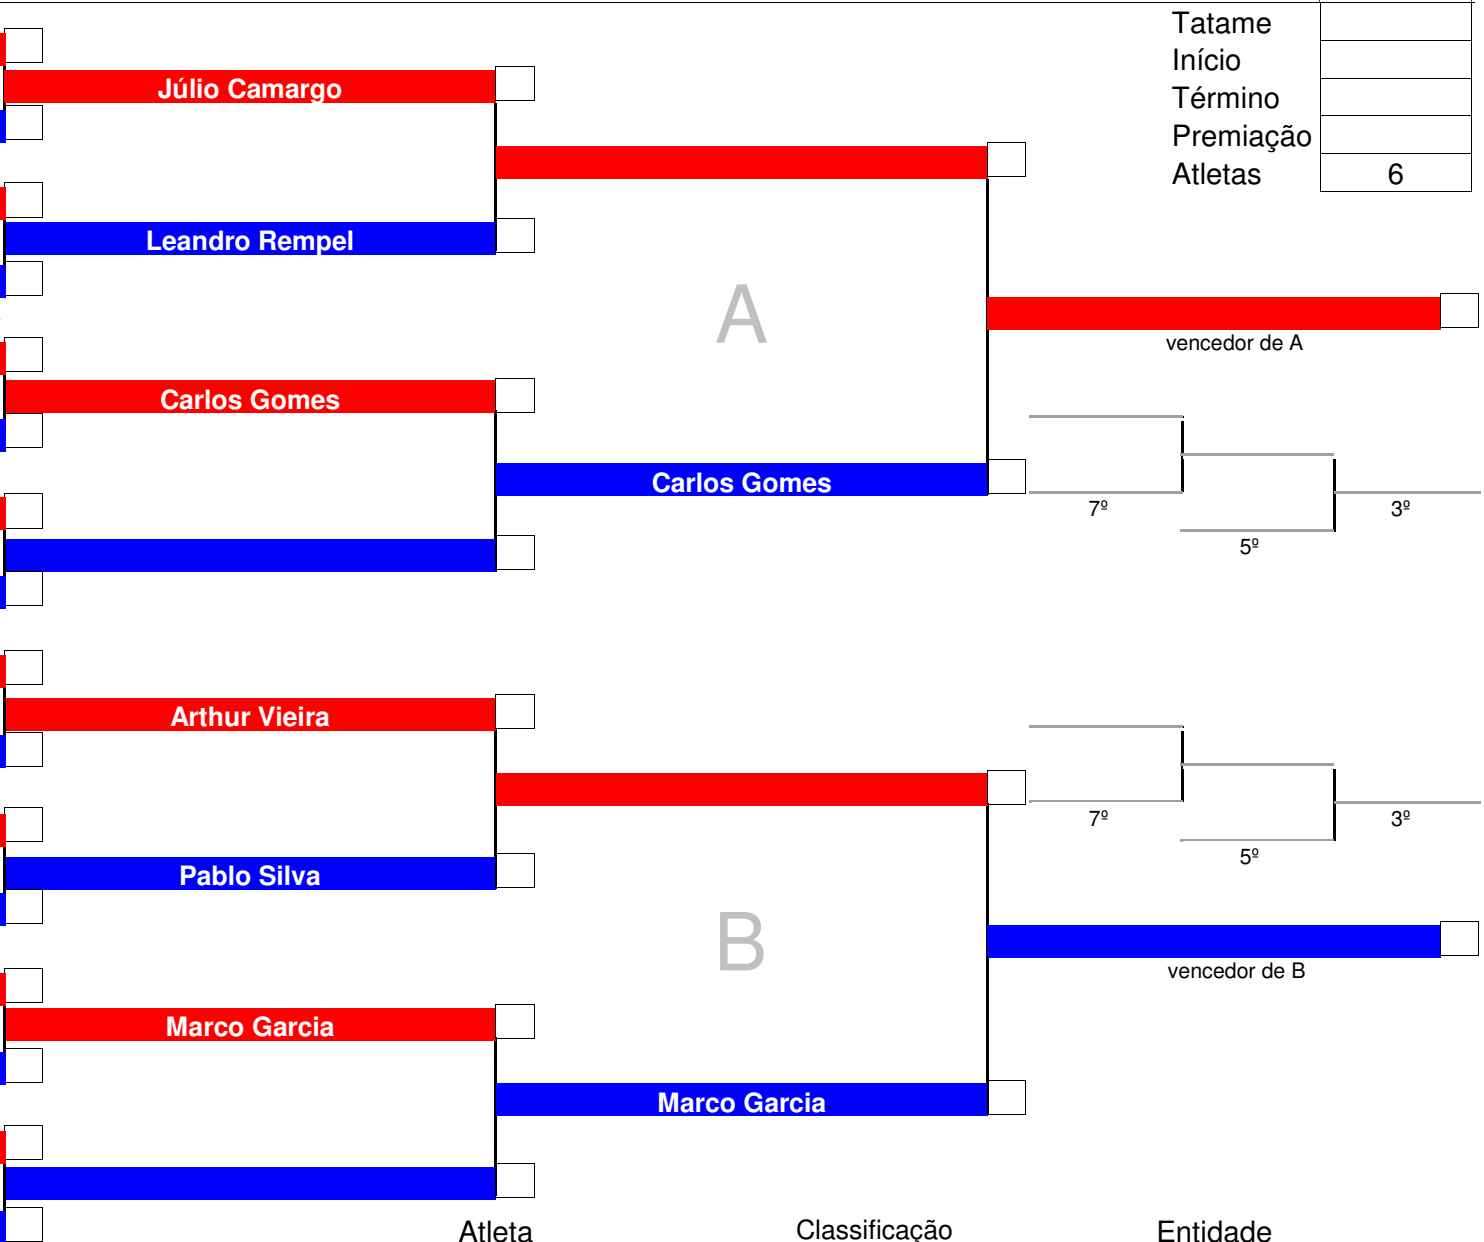 Tatame
Início
Término
Premiação
Atletas 6
Júlio Camargo
Leandro Rempel
A
vencedor de A
Carlos Gomes
Carlos Gomes
7º
3º
5º
Arthur Vieira
7º
3º
5º
Pablo Silva
B
vencedor de B
Marco Garcia
Marco Garcia
Atleta Classificação Entidade